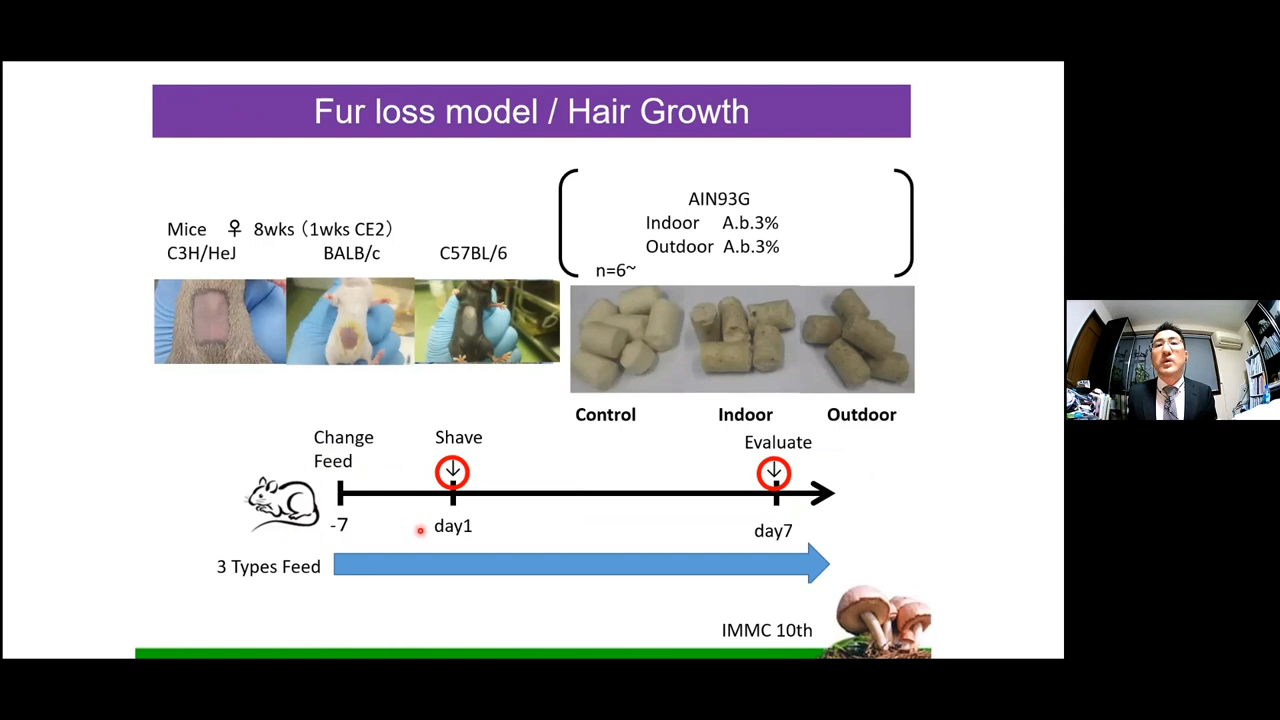 Fur loss model / Hair Growth
Mice ♀ 8wks（1wks CE2）
C3H/HeJ BALB/c C57BL/6
AIN93G
Indoor A.b.3%
Outdoor A.b.3%
n=6~
Control Indoor Outdoor
Change
Feed
Shave
Evaluate
-7 day1 day7
3 Types Feed
IMMC 10th